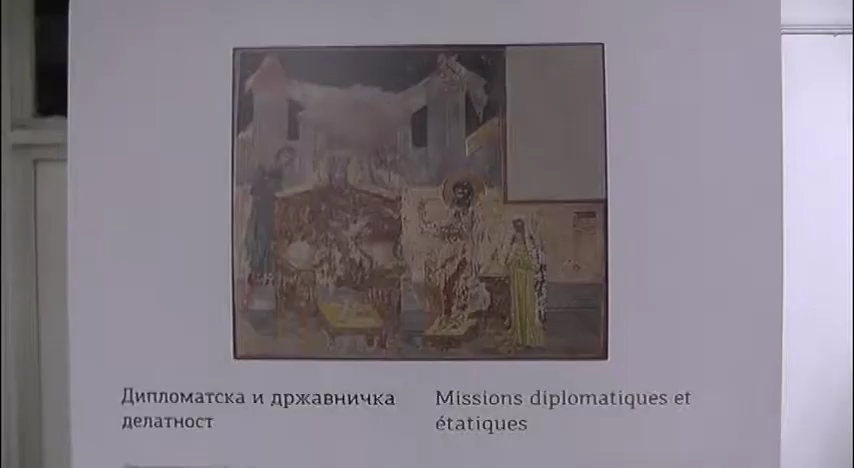 Дипломатска и државничка
делатност
Missions diplomatiques et
étatiques